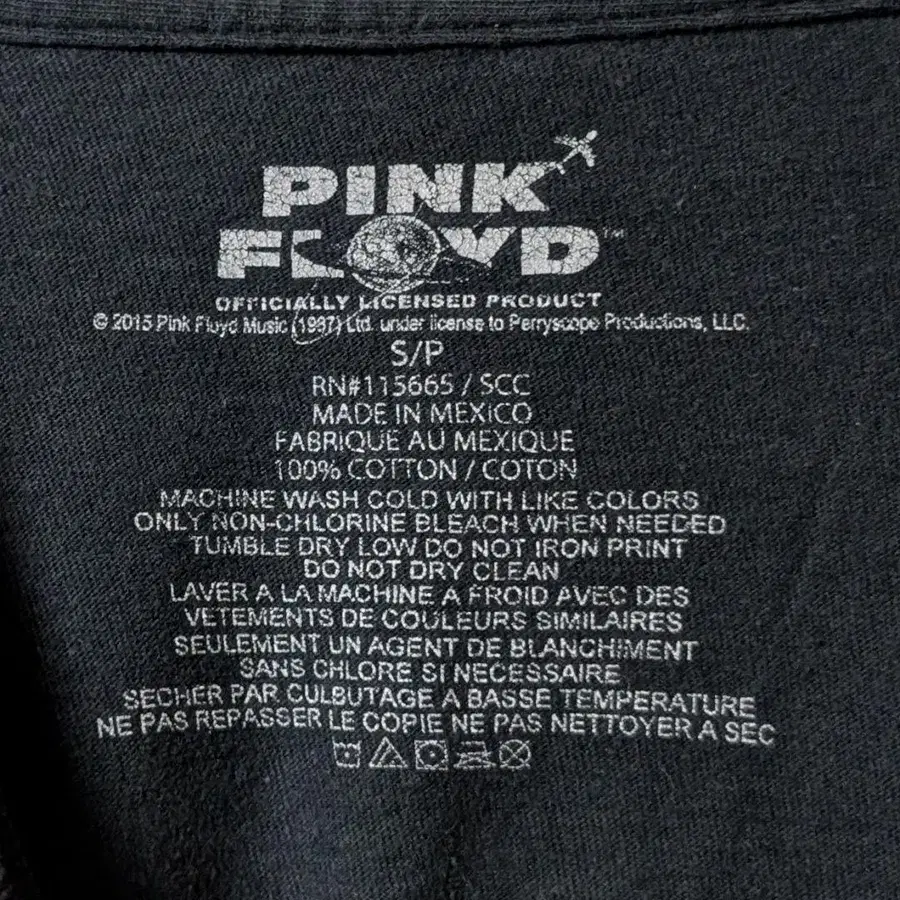 PINK
FLOYD™
OFFICIALLY LICENSED PRODUCT
© 2015 Pink Floyd Music (1987) Ltd. under license to Perryscope Productions, LLC.
S/P
RN#115665 / SCC
MADE IN MEXICO
FABRIQUE AU MEXIQUE
100% COTTON / COTON
MACHINE WASH COLD WITH LIKE COLORS
ONLY NON-CHLORINE BLEACH WHEN NEEDED
TUMBLE DRY LOW DO NOT IRON PRINT
DO NOT DRY CLEAN
LAVER A LA MACHINE A FROID AVEC DES
VETEMENTS DE COULEURS SIMILAIRES
SEULEMENT UN AGENT DE BLANCHIMENT
SANS CHLORE SI NECESSAIRE
SECHER PAR CULBUTAGE A BASSE TEMPERATURE
NE PAS REPASSER LE COPIE NE PAS NETTOYER A SEC